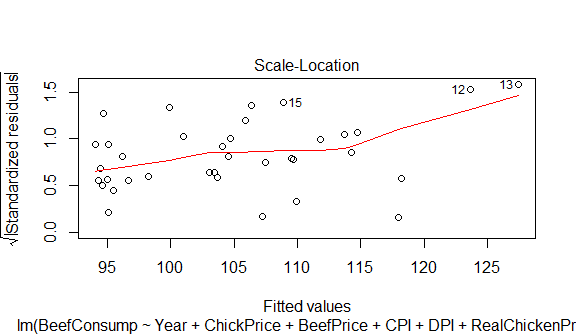 Scale-Location
√|Standardized residuals|
1.5
1.0
0.5
0.0
15
12
13
95 100 105 110 115 120 125
Fitted values
lm(BeefConsump ~ Year + ChickPrice + BeefPrice + CPI + DPI + RealChickenPr